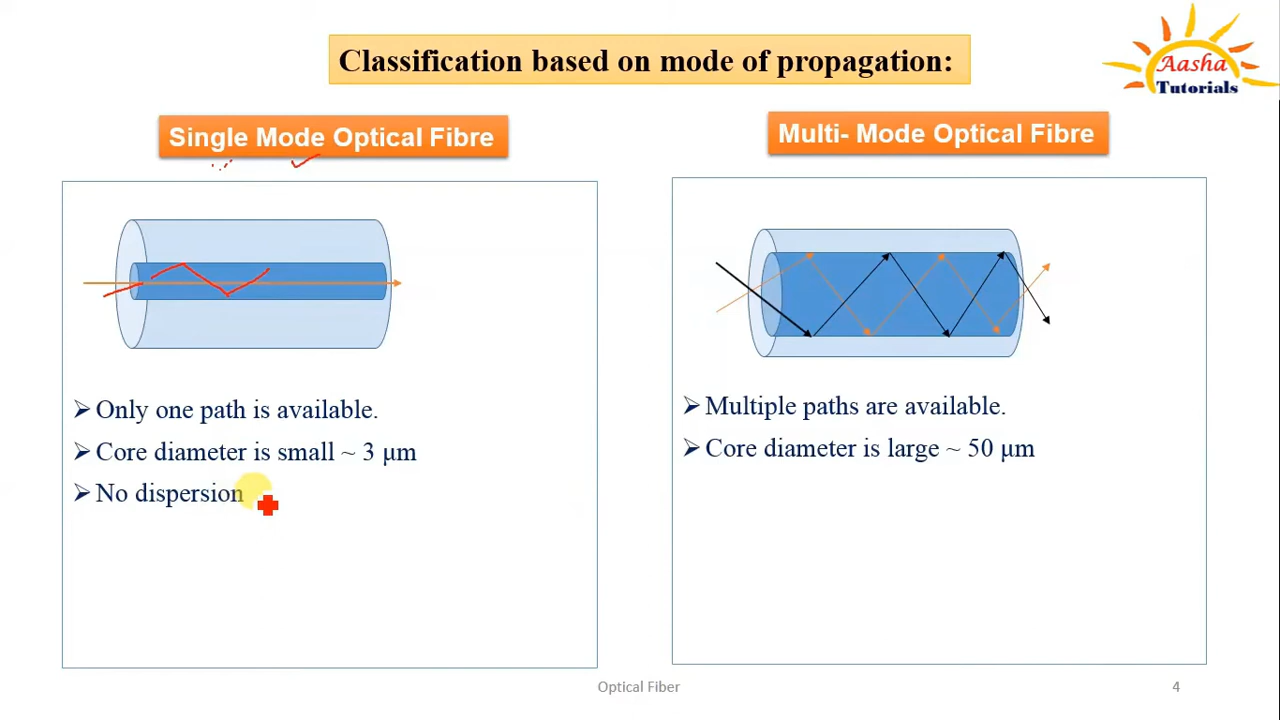 Classification based on mode of propagation:
Aasha
Tutorials
Single Mode Optical Fibre
Multi- Mode Optical Fibre
➢ Only one path is available.
➢ Core diameter is small ~ 3 μm
➢ No dispersion
➢ Multiple paths are available.
➢ Core diameter is large ~ 50 μm
Optical Fiber
4